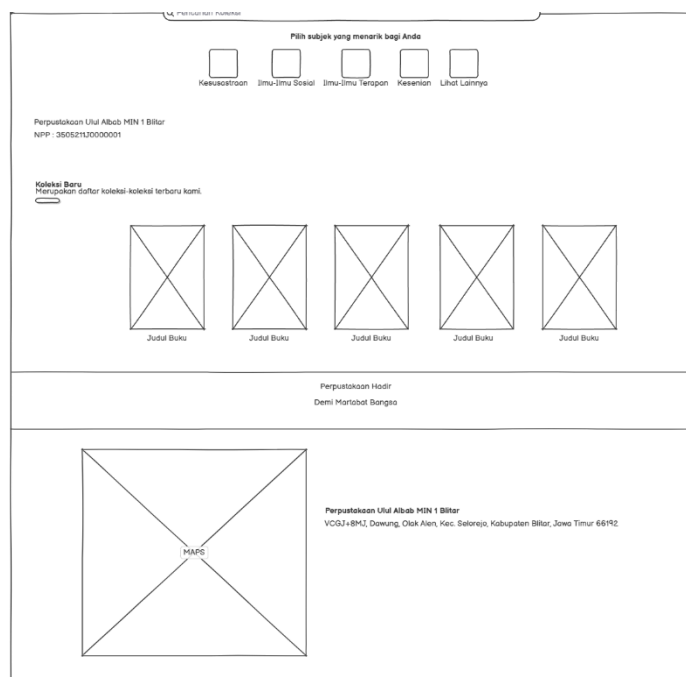 Pencarian Koleksi
Pilih subjek yang menarik bagi Anda
Kesusastraan Ilmu-Ilmu Sosial Ilmu-Ilmu Terapan Kesenian Lihat Lainnya
Perpustakaan Ulul Albab MIN 1 Blitar
NPP : 3505211J0000001
Koleksi Baru
Merupakan daftar koleksi-koleksi terbaru kami.
Judul Buku Judul Buku Judul Buku Judul Buku Judul Buku
Perpustakaan Hadir
Demi Martabat Bangsa
Perpustakaan Ulul Albab MIN 1 Blitar
VCGJ+8MJ, Dawung, Olak Alen, Kec. Selorejo, Kabupaten Blitar, Jawa Timur 66192
MAPS